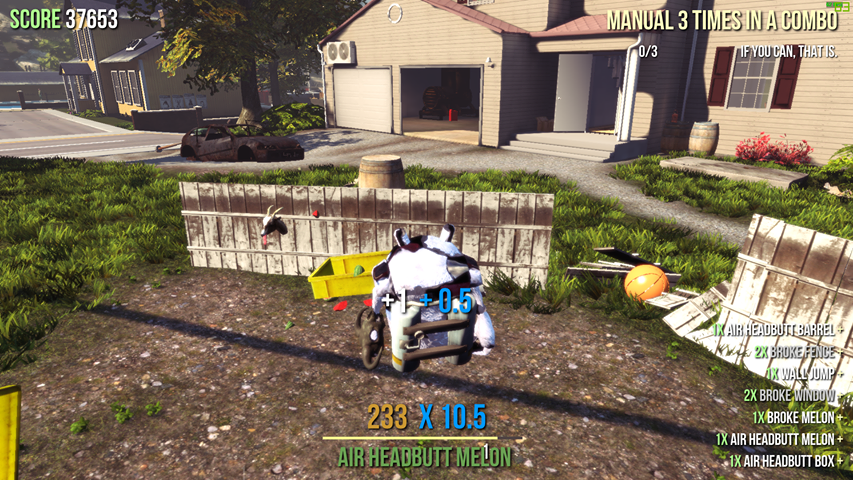 SCORE 37653
MANUAL 3 TIMES IN A COMBO
0/3 IF YOU CAN, THAT IS.
+1 + 0.5
1X AIR HEADBUTT BARREL +
2X BROKE FENCE +
1X WALL JUMP +
2X BROKE WINDOW +
1X BROKE MELON +
1X AIR HEADBUTT MELON +
1X AIR HEADBUTT BOX +
233 X 10.5
AIR HEADBUTT MELON
1